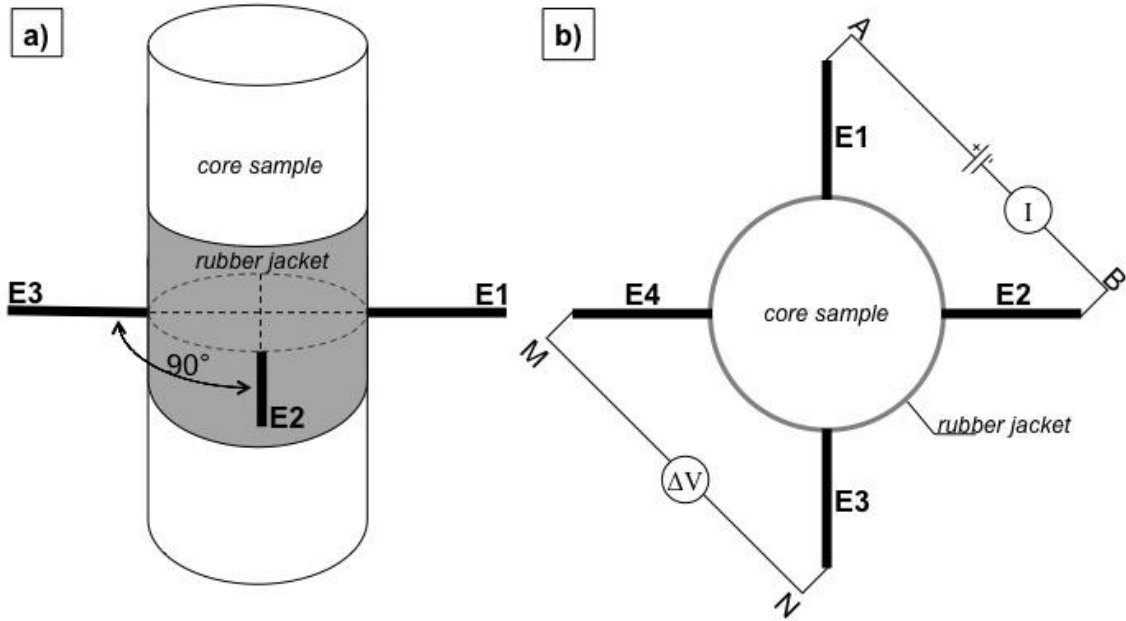 a)
core sample
rubber jacket
E3
E1
90°
E2
b)
A
E1
+
-
I
B
E4
E2
core sample
M
rubber jacket
ΔV
E3
N